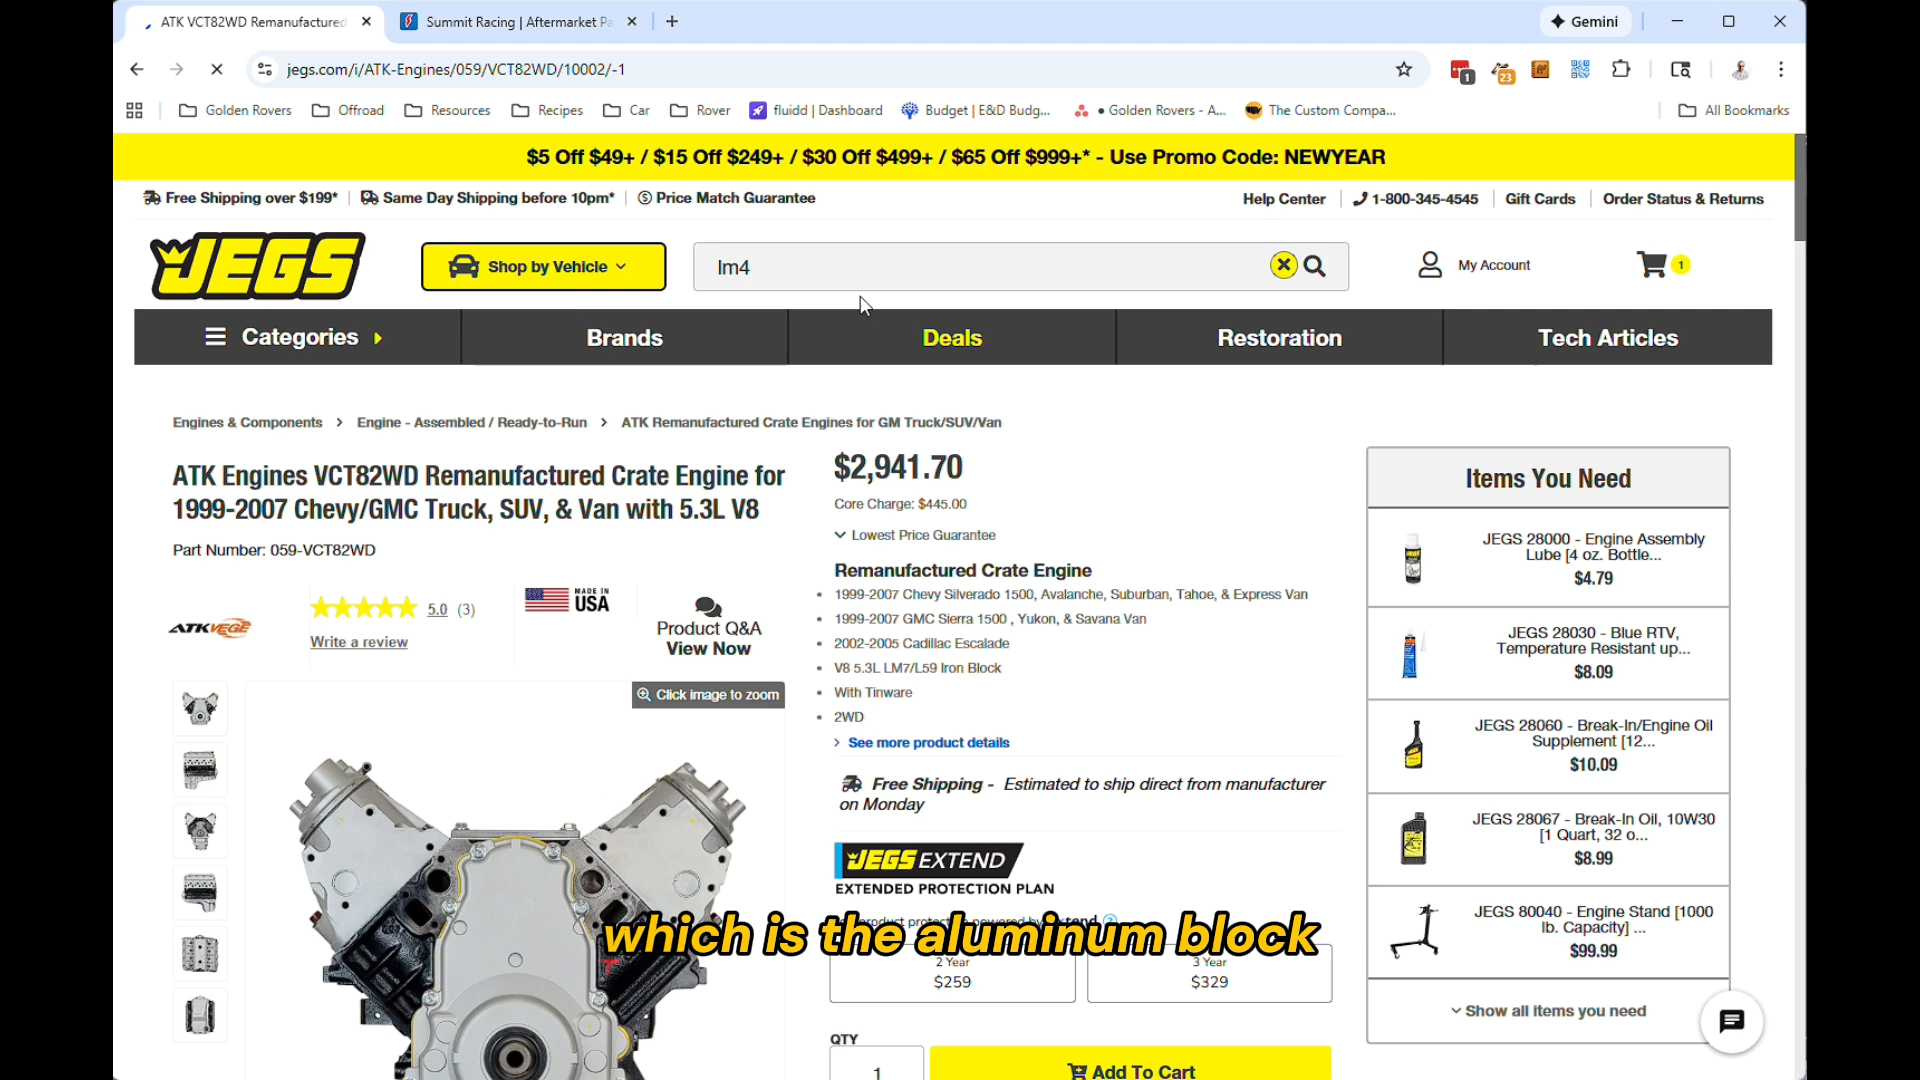 ATK VCT82WD Remanufactured
Summit Racing | Aftermarket Pa
Gemini
jegs.com/i/ATK-Engines/059/VCT82WD/10002/-1
1
23
Golden Rovers
Offroad
Resources
Recipes
Car
Rover
fluidd | Dashboard
Budget | E&D Budg...
• Golden Rovers - A...
The Custom Compa...
All Bookmarks
$5 Off $49+ / $15 Off $249+ / $30 Off $499+ / $65 Off $999+* - Use Promo Code: NEWYEAR
Free Shipping over $199*
Same Day Shipping before 10pm*
Price Match Guarantee
Help Center
1-800-345-4545
Gift Cards
Order Status & Returns
JEGS
Shop by Vehicle
lm4
My Account
1
Categories
Brands
Deals
Restoration
Tech Articles
Engines & Components > Engine - Assembled / Ready-to-Run > ATK Remanufactured Crate Engines for GM Truck/SUV/Van
ATK Engines VCT82WD Remanufactured Crate Engine for
1999-2007 Chevy/GMC Truck, SUV, & Van with 5.3L V8
Part Number: 059-VCT82WD
ATK VEGE
5.0 (3)
Write a review
MADE IN
USA
Product Q&A
View Now
Click image to zoom
$2,941.70
Core Charge: $445.00
Lowest Price Guarantee
Remanufactured Crate Engine
• 1999-2007 Chevy Silverado 1500, Avalanche, Suburban, Tahoe, & Express Van
• 1999-2007 GMC Sierra 1500 , Yukon, & Savana Van
• 2002-2005 Cadillac Escalade
• V8 5.3L LM7/L59 Iron Block
• With Tinware
• 2WD
> See more product details
Free Shipping - Estimated to ship direct from manufacturer
on Monday
JEGS EXTEND
EXTENDED PROTECTION PLAN
product protection powered by
which is the aluminum block
2 Year
$259
3 Year
$329
QTY
1
Add To Cart
Items You Need
JEGS 28000 - Engine Assembly
Lube [4 oz. Bottle...
$4.79
JEGS 28030 - Blue RTV,
Temperature Resistant up...
$8.09
JEGS 28060 - Break-In/Engine Oil
Supplement [12...
$10.09
JEGS 28067 - Break-In Oil, 10W30
[1 Quart, 32 o...
$8.99
JEGS 80040 - Engine Stand [1000
lb. Capacity] ...
$99.99
Show all items you need